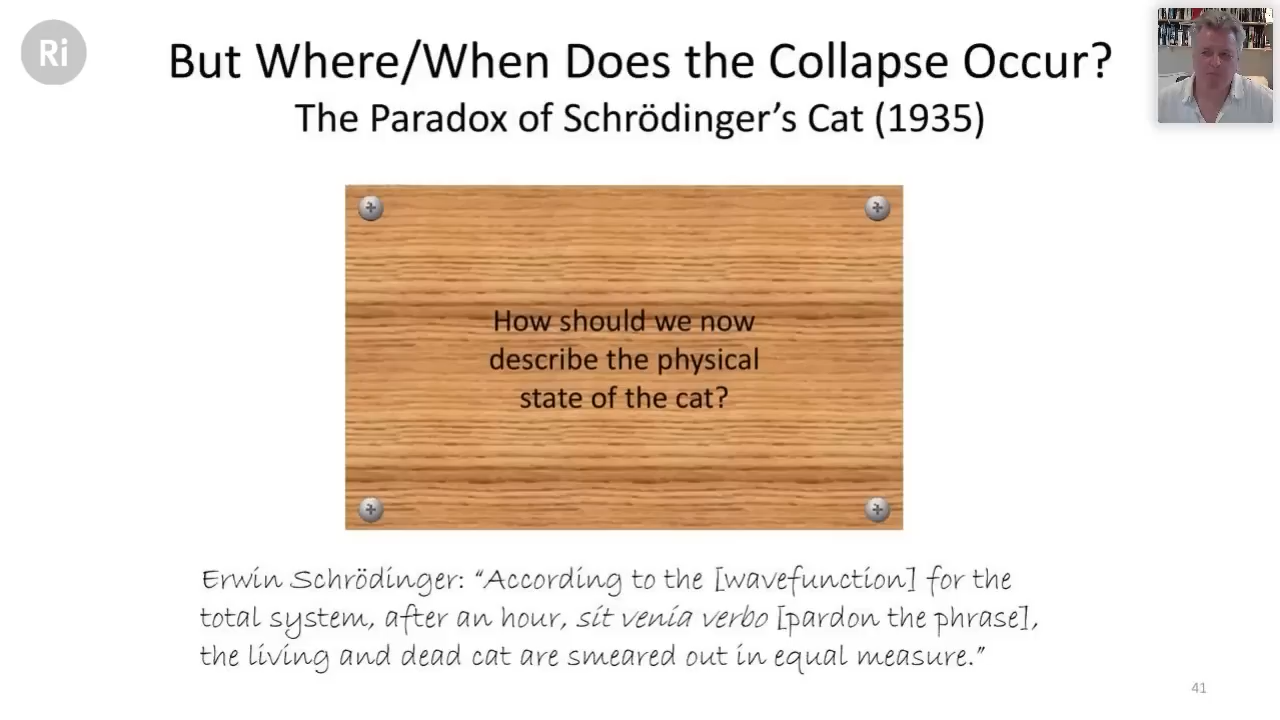 Ri
But Where/When Does the Collapse Occur?
The Paradox of Schrödinger’s Cat (1935)
How should we now
describe the physical
state of the cat?
Erwin Schrödinger: “According to the [wavefunction] for the
total system, after an hour, sit venia verbo [pardon the phrase],
the living and dead cat are smeared out in equal measure.”
41